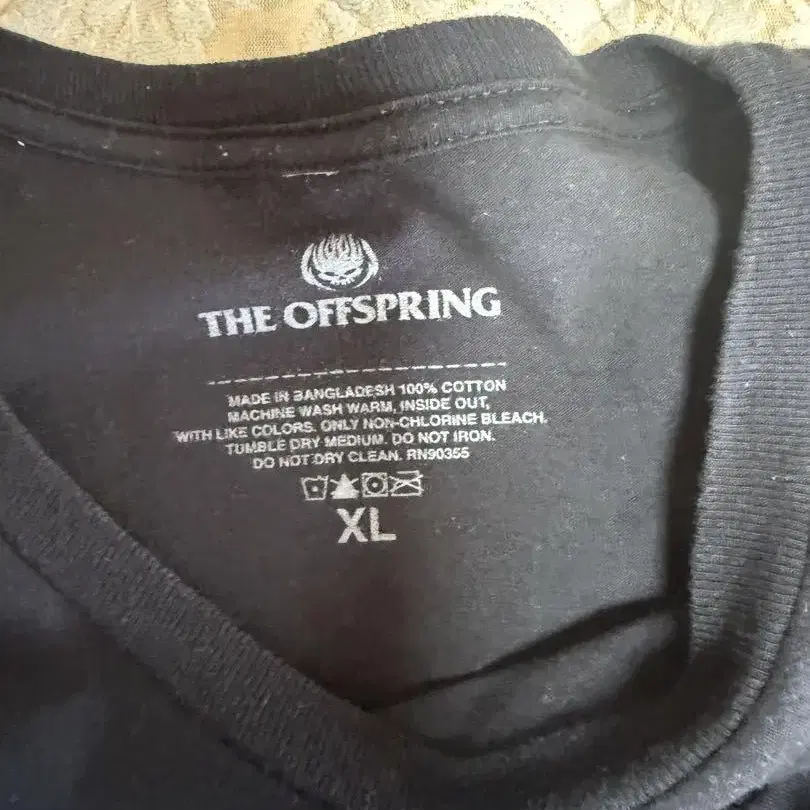 THE OFFSPRING
MADE IN BANGLADESH 100% COTTON
MACHINE WASH WARM, INSIDE OUT,
WITH LIKE COLORS. ONLY NON-CHLORINE BLEACH.
TUMBLE DRY MEDIUM. DO NOT IRON.
DO NOT DRY CLEAN. RN90355
XL